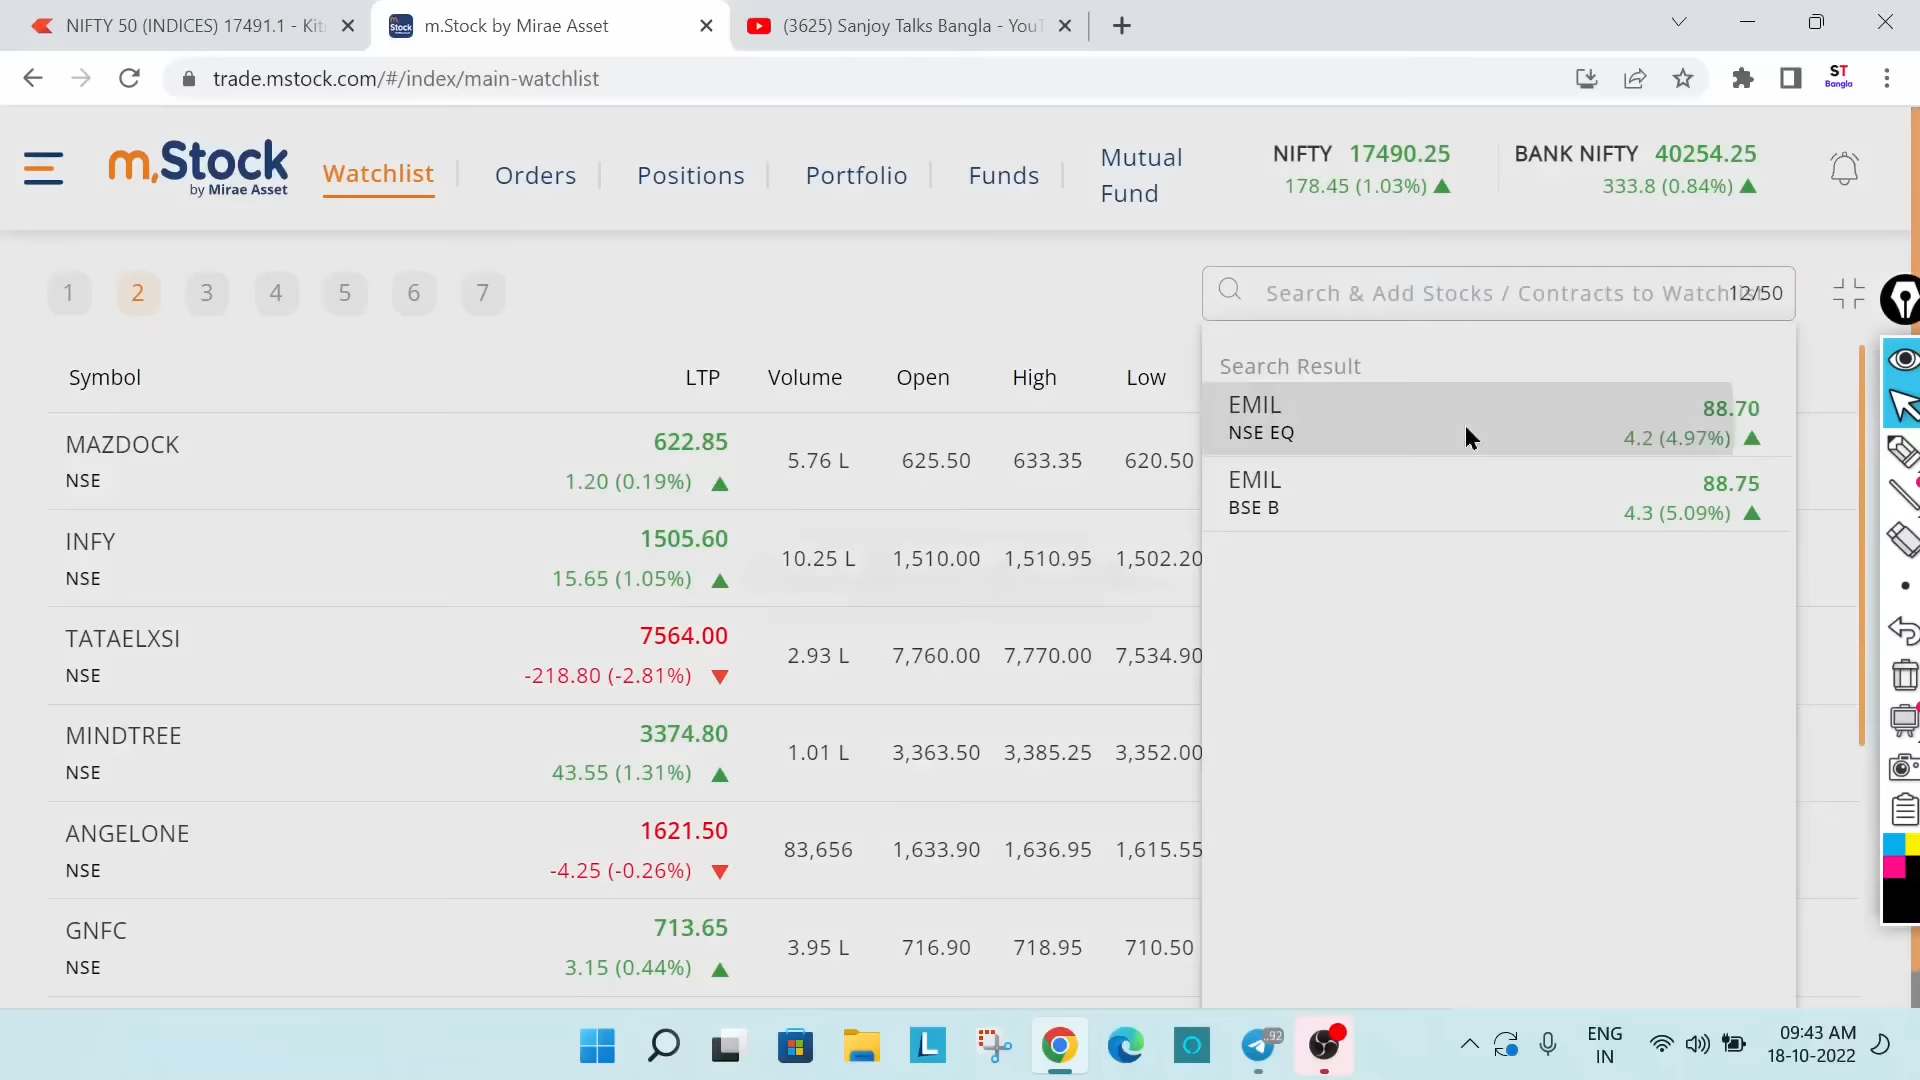 NIFTY 50 (INDICES) 17491.1 - Kit
m.Stock by Mirae Asset
(3625) Sanjoy Talks Bangla - YouT
trade.mstock.com/#/index/main-watchlist
ST
Bangla
m.Stock
by Mirae Asset
Watchlist
Orders
Positions
Portfolio
Funds
Mutual
Fund
NIFTY 17490.25
178.45 (1.03%)
BANK NIFTY 40254.25
333.8 (0.84%)
1 2 3 4 5 6 7
Search & Add Stocks / Contracts to Watch
12/50
Symbol LTP Volume Open High Low
MAZDOCK
NSE
622.85
1.20 (0.19%)
5.76 L 625.50 633.35 620.50
INFY
NSE
1505.60
15.65 (1.05%)
10.25 L 1,510.00 1,510.95 1,502.20
TATAELXSI
NSE
7564.00
-218.80 (-2.81%)
2.93 L 7,760.00 7,770.00 7,534.90
MINDTREE
NSE
3374.80
43.55 (1.31%)
1.01 L 3,363.50 3,385.25 3,352.00
ANGELONE
NSE
1621.50
-4.25 (-0.26%)
83,656 1,633.90 1,636.95 1,615.55
GNFC
NSE
713.65
3.15 (0.44%)
3.95 L 716.90 718.95 710.50
Search Result
EMIL
NSE EQ
88.70
4.2 (4.97%)
EMIL
BSE B
88.75
4.3 (5.09%)
ENG
IN
09:43 AM
18-10-2022